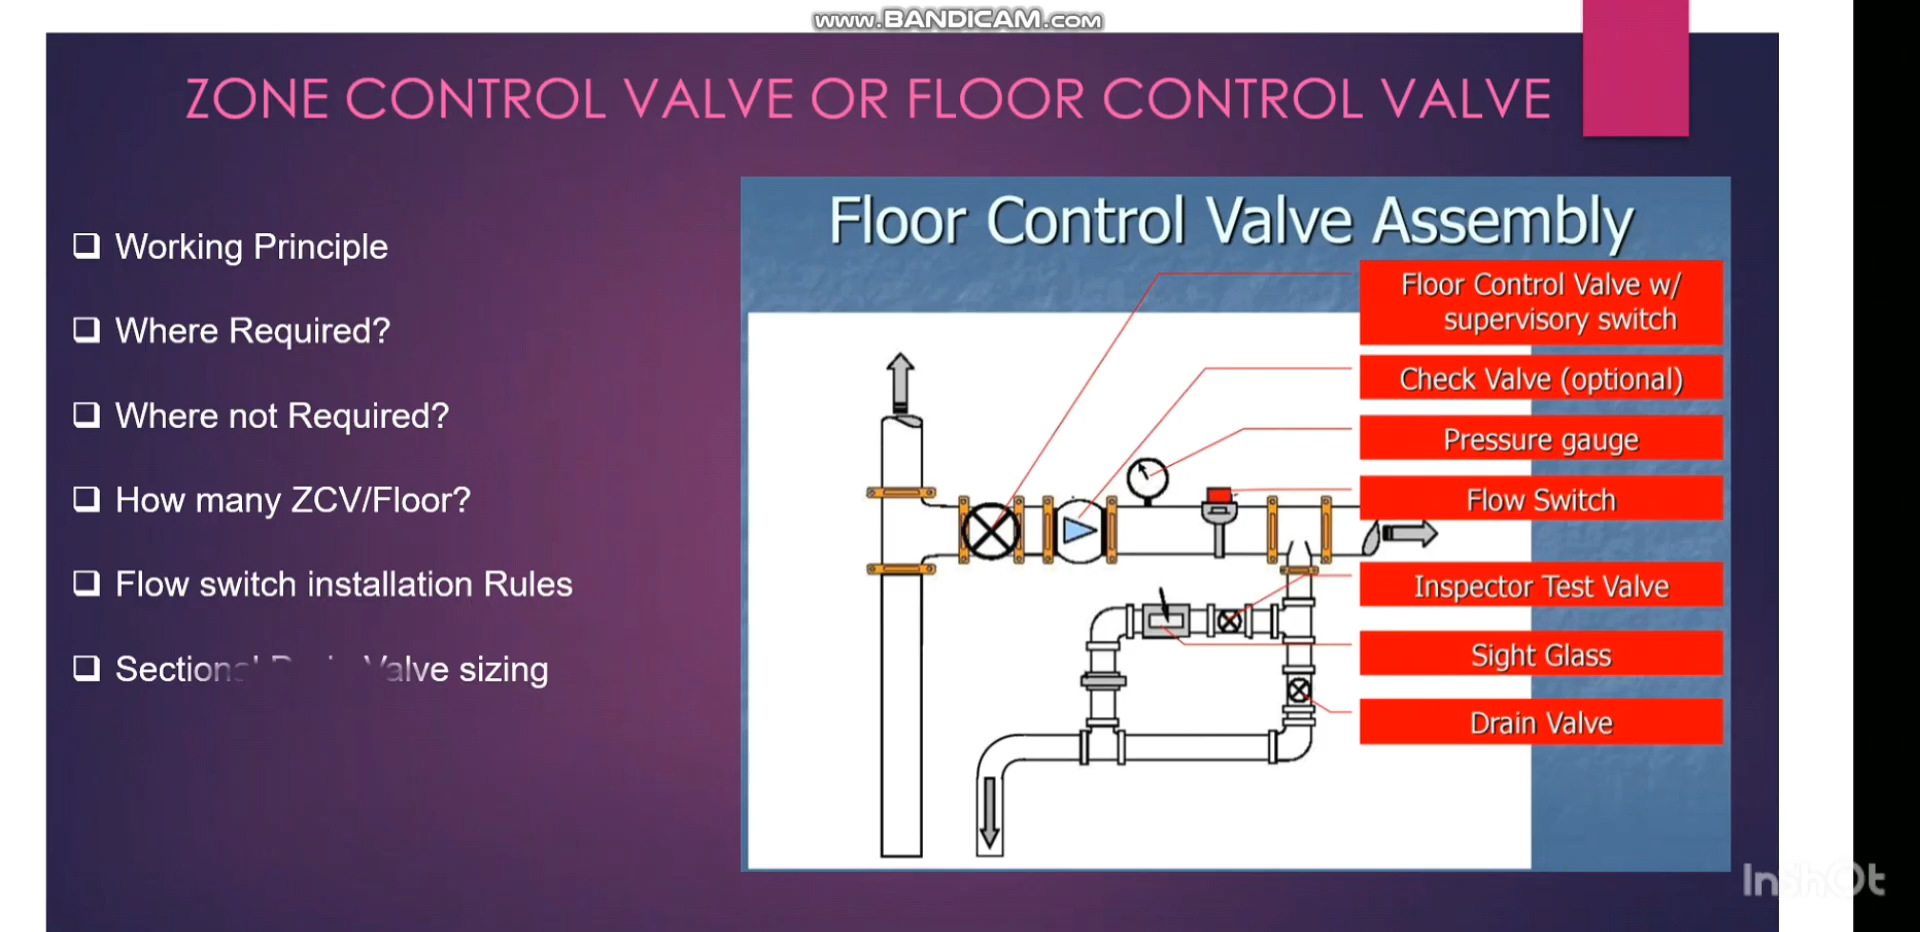 www.BANDICAM.com
ZONE CONTROL VALVE OR FLOOR CONTROL VALVE
Working Principle
Where Required?
Where not Required?
How many ZCV/Floor?
Flow switch installation Rules
Valve sizing
Floor Control Valve Assembly
Floor Control Valve w/
supervisory switch
Check Valve (optional)
Pressure gauge
Flow Switch
Inspector Test Valve
Sight Glass
Drain Valve
InShOt